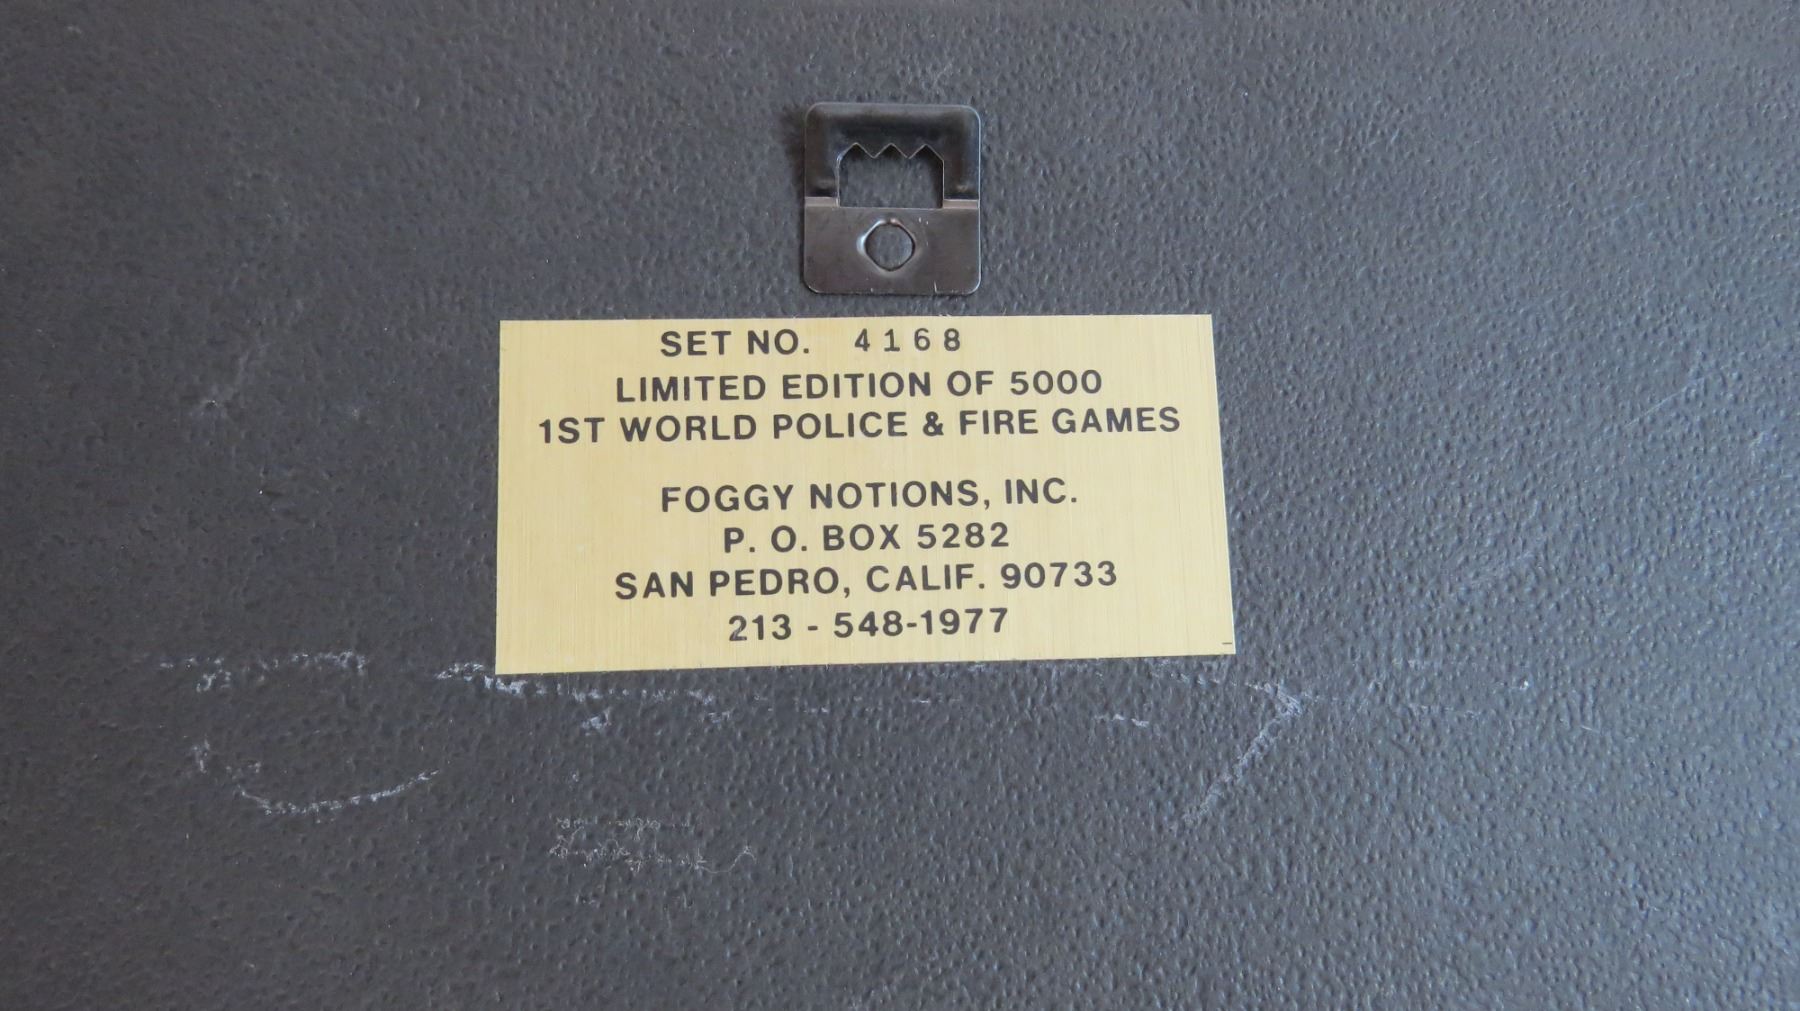 SET NO. 4168
LIMITED EDITION OF 5000
1ST WORLD POLICE & FIRE GAMES
FOGGY NOTIONS, INC.
P. O. BOX 5282
SAN PEDRO, CALIF. 90733
213 - 548-1977